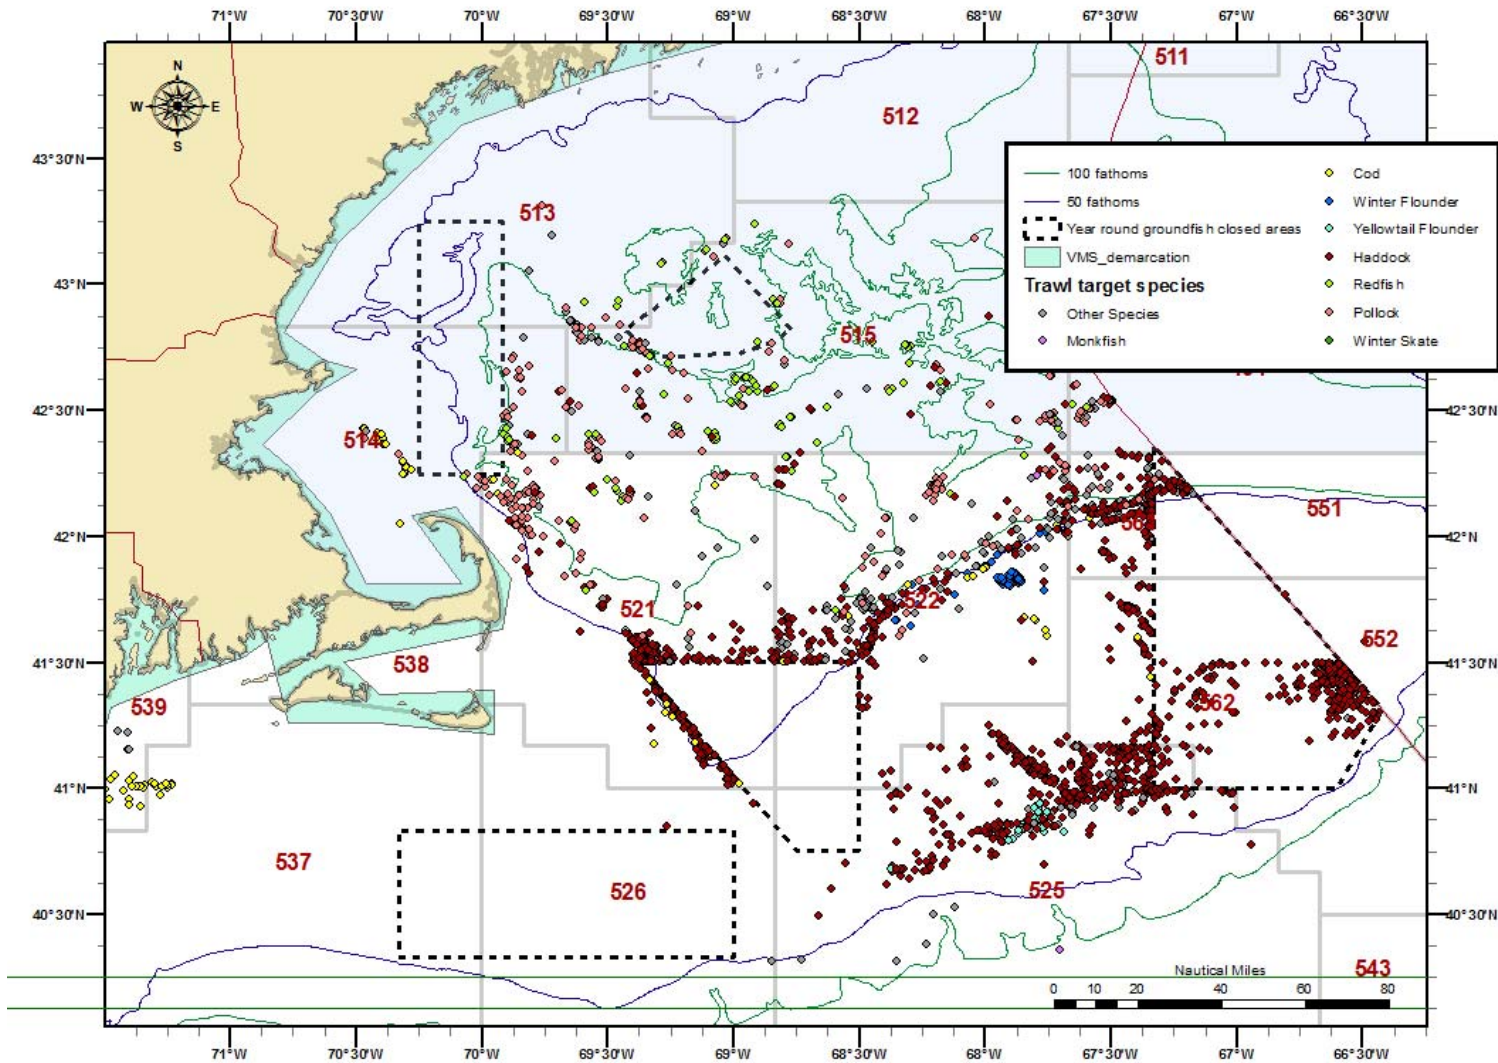 71°W 70°30'W 70°W 69°30'W 69°W 68°30'W 68°W 67°30'W 67°W 66°30'W
N
W E
S
511
512
43°30'N
100 fathoms
50 fathoms
Year round groundfish closed areas
VMS_demarcation
Trawl target species
Other Species
Monkfish
Cod
Winter Flounder
Yellowtail Flounder
Haddock
Redfish
Pollock
Winter Skate
513
43°N
515
42°30'N 42°30'N
514
551
42°N 42°N
522
521
552
41°30'N 41°30'N
538
562
539
41°N 41°N
537
526
525
40°30'N 40°30'N
543
Nautical Miles
0 10 20 40 60 80
71°W 70°30'W 70°W 69°30'W 69°W 68°30'W 68°W 67°30'W 67°W 66°30'W